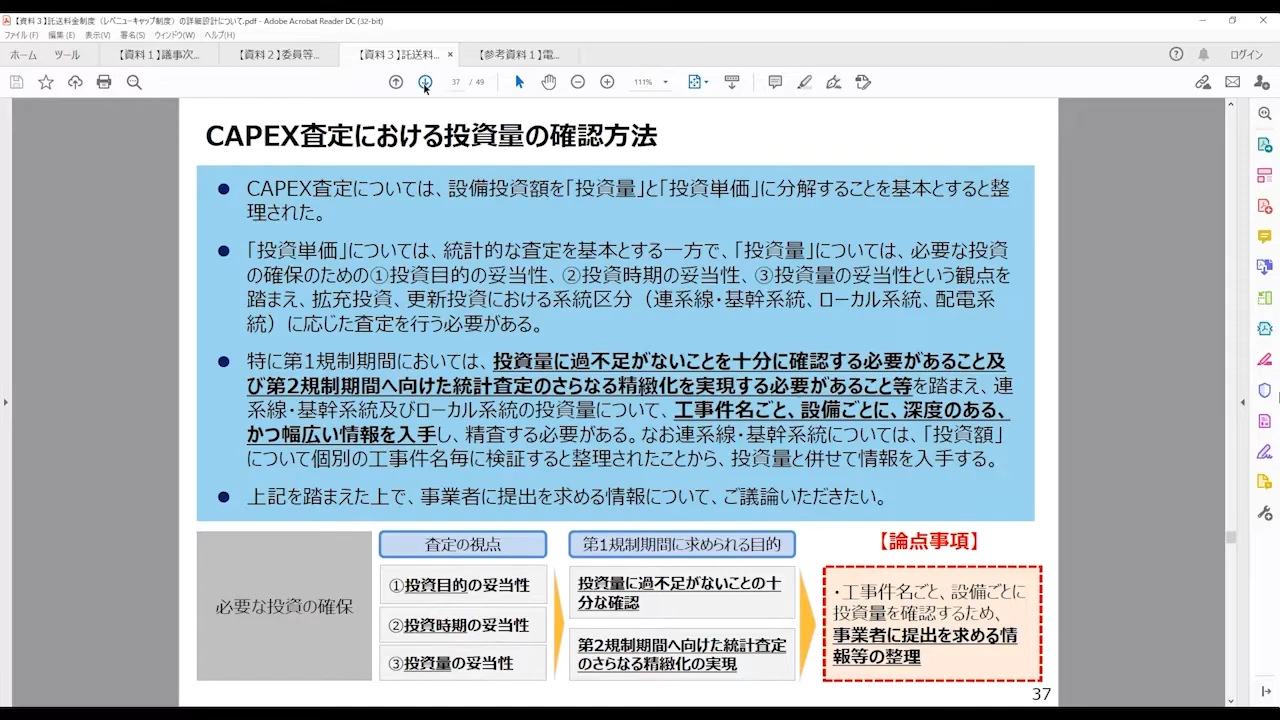 【資料３】託送料金制度（レベニューキャップ制度）の詳細設計について.pdf - Adobe Acrobat Reader DC (32-bit)
ファイル(F) 編集(E) 表示(V) 署名(S) ウィンドウ(W) ヘルプ(H)
ホーム ツール 【資料１】議事次... 【資料２】委員等... 【資料３】託送料... × 【参考資料１】電... ログイン
37 / 49 111%
CAPEX査定における投資量の確認方法
● CAPEX査定については、設備投資額を「投資量」と「投資単価」に分解することを基本とすると整
理された。
● 「投資単価」については、統計的な査定を基本とする一方で、「投資量」については、必要な投資
の確保のための①投資目的の妥当性、②投資時期の妥当性、③投資量の妥当性という観点を
踏まえ、拡充投資、更新投資における系統区分（連系線・基幹系統、ローカル系統、配電系
統）に応じた査定を行う必要がある。
● 特に第1規制期間においては、投資量に過不足がないことを十分に確認する必要があること及
び第2規制期間へ向けた統計査定のさらなる精緻化を実現する必要があること等を踏まえ、連
系線・基幹系統及びローカル系統の投資量について、工事件名ごと、設備ごとに、深度のある、
かつ幅広い情報を入手し、精査する必要がある。なお連系線・基幹系統については、「投資額」
について個別の工事件名毎に検証すると整理されたことから、投資量と併せて情報を入手する。
● 上記を踏まえた上で、事業者に提出を求める情報について、ご議論いただきたい。
必要な投資の確保
査定の視点
①投資目的の妥当性
②投資時期の妥当性
③投資量の妥当性
第1規制期間に求められる目的
投資量に過不足がないことの十
分な確認
第2規制期間へ向けた統計査定
のさらなる精緻化の実現
【論点事項】
・工事件名ごと、設備ごとに
投資量を確認するため、
事業者に提出を求める情
報等の整理
37